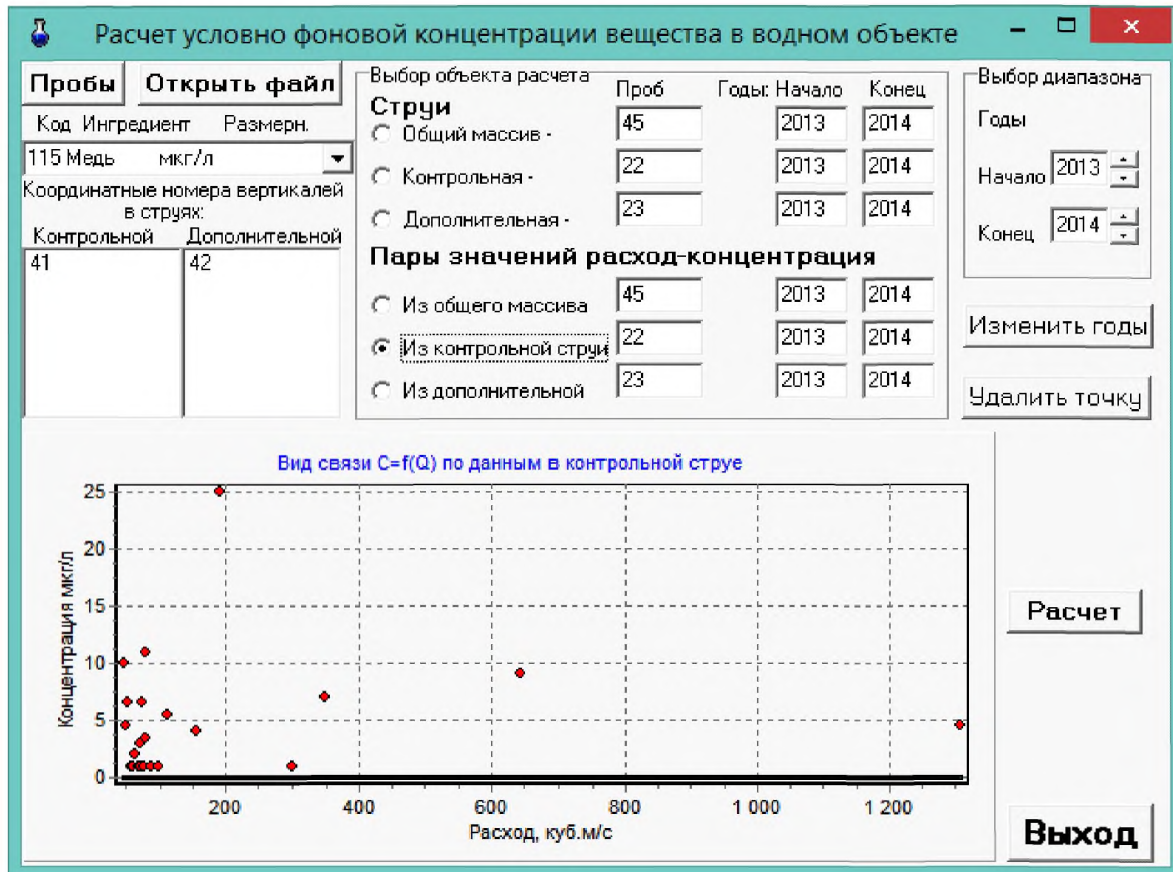 Расчет условно фоновой концентрации вещества в водном объекте
Пробы Открыть файл
Код Ингредиент Размерн.
115 Медь мкг/л
Координатные номера вертикалей
в струях:
Контрольной Дополнительной
41 42
Выбор объекта расчета
Проб Годы: Начало Конец
Струи
Общий массив - 45 2013 2014
Контрольная - 22 2013 2014
Дополнительная - 23 2013 2014
Пары значений расход-концентрация
Из общего массива 45 2013 2014
Из контрольной струи 22 2013 2014
Из дополнительной 23 2013 2014
Выбор диапазона
Годы
Начало 2013
Конец 2014
Изменить годы
Удалить точку
Вид связи C=f(Q) по данным в контрольной струе
Концентрация мкг/л
25
20
15
10
5
0
200 400 600 800 1 000 1 200
Расход, куб.м/с
Расчет
Выход